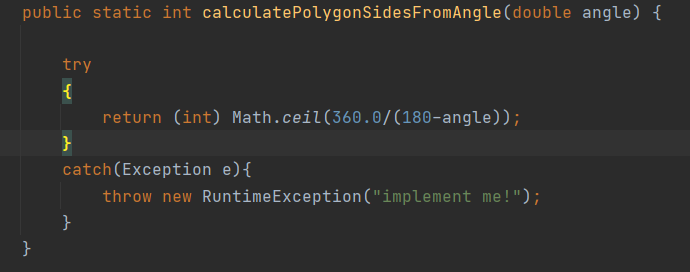 public static int calculatePolygonSidesFromAngle(double angle) {
try
{
return (int) Math.ceil(360.0/(180-angle));
}
catch(Exception e){
throw new RuntimeException("implement me!");
}
}